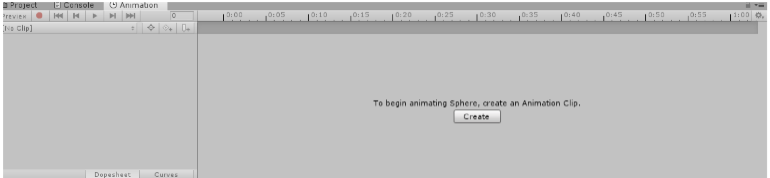 Project Console Animation
Preview 0 0:00 0:05 0:10 0:15 0:20 0:25 0:30 0:35 0:40 0:45 0:50 0:55 1:00
[No Clip]
To begin animating Sphere, create an Animation Clip.
Create
Dopesheet Curves